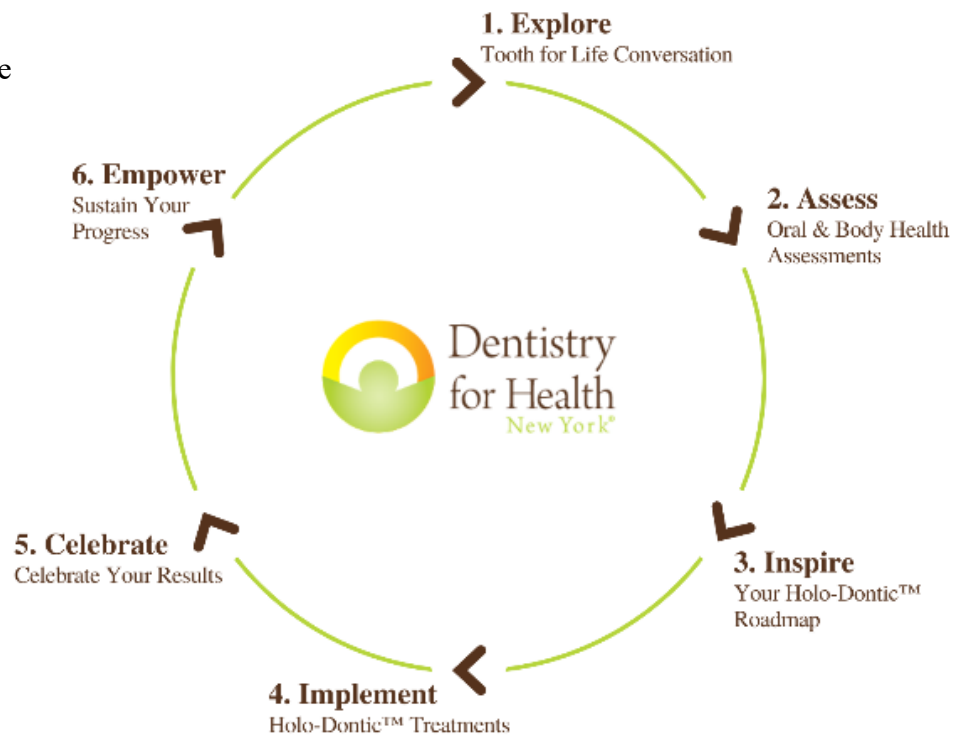 1. Explore
Tooth for Life Conversation
e
6. Empower
Sustain Your
Progress
2. Assess
Oral & Body Health
Assessments
Dentistry
for Health
New York®
5. Celebrate
Celebrate Your Results
3. Inspire
Your Holo-Dontic™
Roadmap
4. Implement
Holo-Dontic™ Treatments